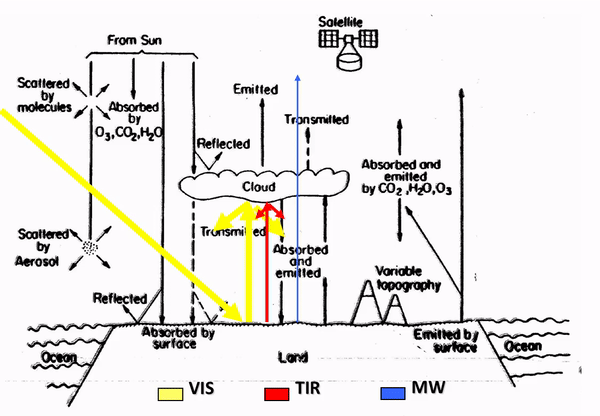 Satellite
From Sun
Scattered
by
molecules
Absorbed
by
O3,CO2,H2O
Emitted
Transmitted
Reflected
Cloud
Absorbed and
emitted
by CO2 ,H2O,O3
Scattered
by
Aerosol
Transmitted
Absorbed
and
emitted
Variable
topography
Reflected
Absorbed by
surface
Emitted by
surface
Ocean
Land
Ocean
VIS
TIR
MW